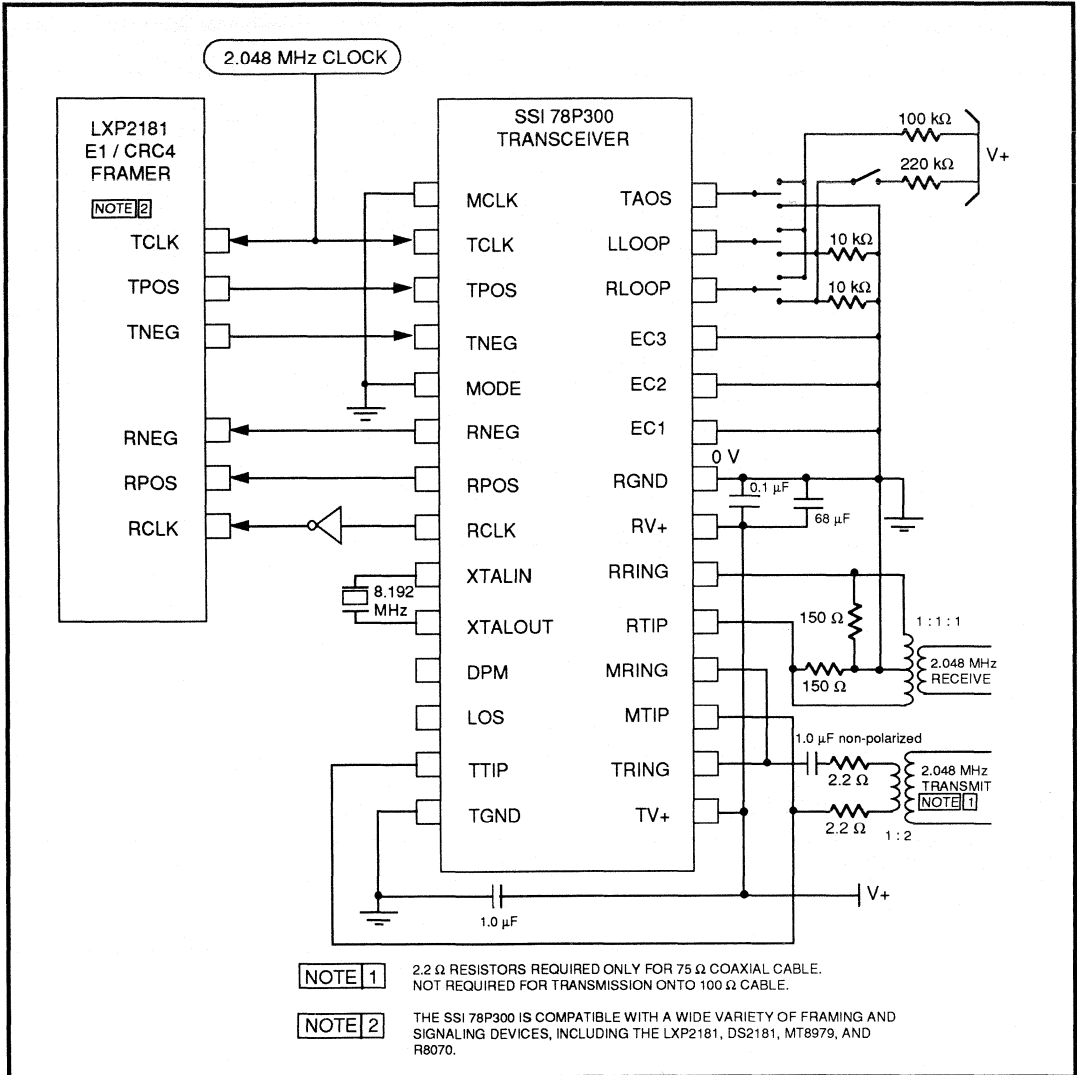 2.048 MHz CLOCK
LXP2181
E1 / CRC4
FRAMER
NOTE 2
TCLK
TPOS
TNEG
RNEG
RPOS
RCLK
SSI 78P300
TRANSCEIVER
MCLK
TCLK
TPOS
TNEG
MODE
RNEG
RPOS
RCLK
XTALIN
XTALOUT
DPM
LOS
TTIP
TGND
8.192
MHz
TAOS
LLOOP
RLOOP
EC3
EC2
EC1
RGND
RV+
RRING
RTIP
MRING
MTIP
TRING
TV+
100 kΩ
220 kΩ
V+
10 kΩ
10 kΩ
0 V
0.1 µF
68 µF
150 Ω
150 Ω
1 : 1 : 1
2.048 MHz
RECEIVE
1.0 µF non-polarized
2.2 Ω
2.2 Ω
1 : 2
2.048 MHz
TRANSMIT
NOTE 1
1.0 µF
V+
NOTE 1
2.2 Ω RESISTORS REQUIRED ONLY FOR 75 Ω COAXIAL CABLE.
NOT REQUIRED FOR TRANSMISSION ONTO 100 Ω CABLE.
NOTE 2
THE SSI 78P300 IS COMPATIBLE WITH A WIDE VARIETY OF FRAMING AND
SIGNALING DEVICES, INCLUDING THE LXP2181, DS2181, MT8979, AND
R8070.